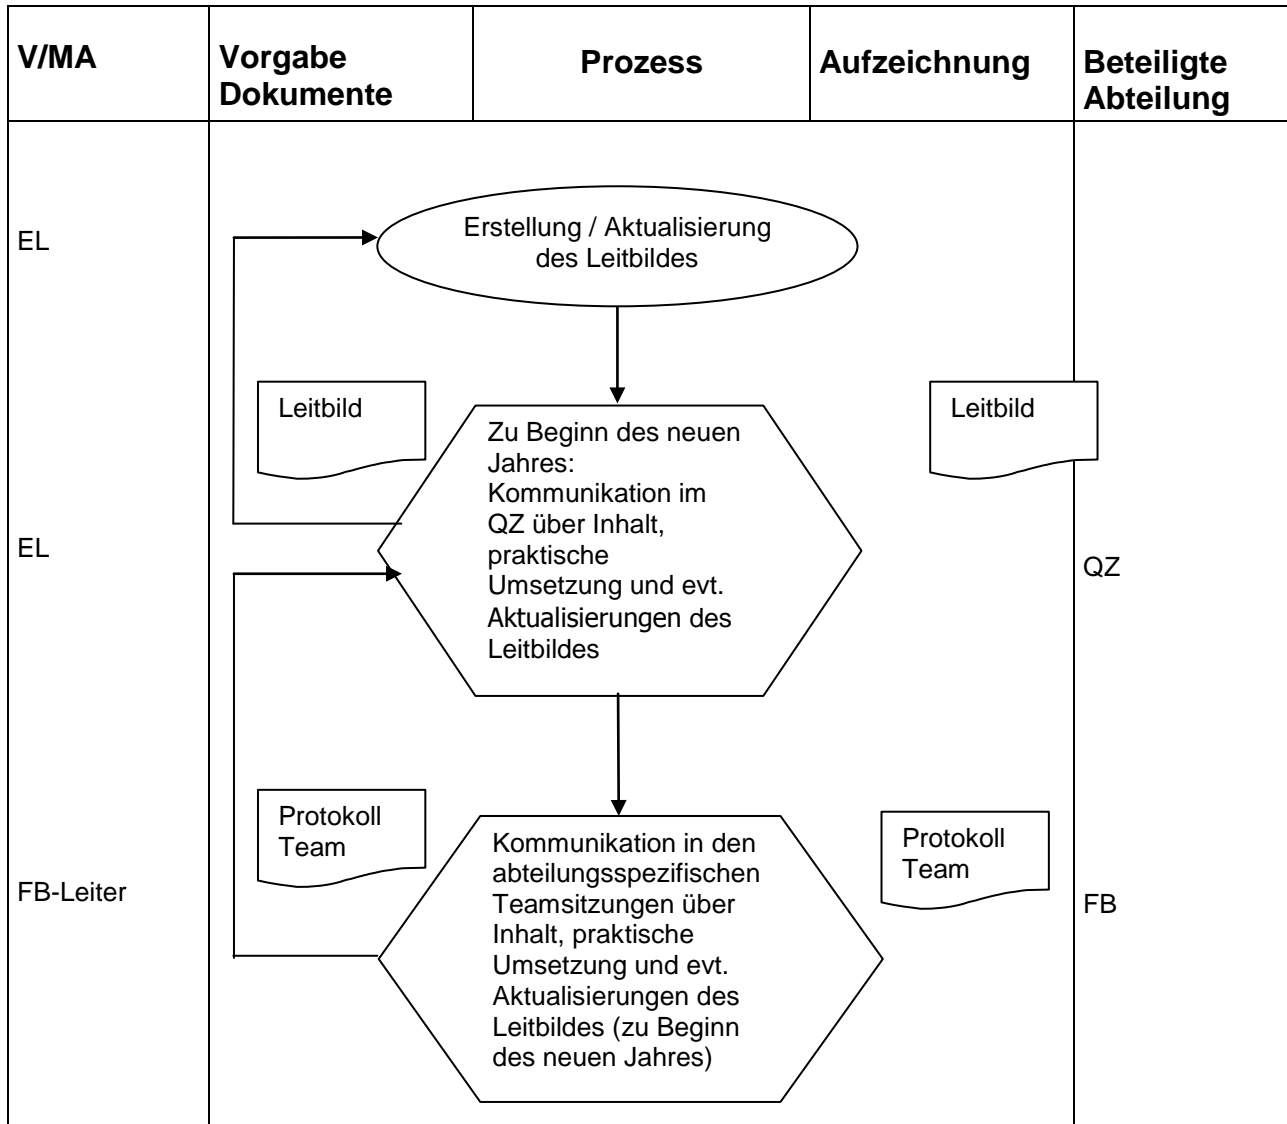 V/MA
Vorgabe
Dokumente
Prozess
Aufzeichnung
Beteiligte
Abteilung
EL
Erstellung / Aktualisierung
des Leitbildes
Leitbild
Zu Beginn des neuen
Jahres:
Kommunikation im
QZ über Inhalt,
praktische
Umsetzung und evt.
Aktualisierungen des
Leitbildes
Leitbild
EL
QZ
Protokoll
Team
Kommunikation in den
abteilungsspezifischen
Teamsitzungen über
Inhalt, praktische
Umsetzung und evt.
Aktualisierungen des
Leitbildes (zu Beginn
des neuen Jahres)
Protokoll
Team
FB-Leiter
FB